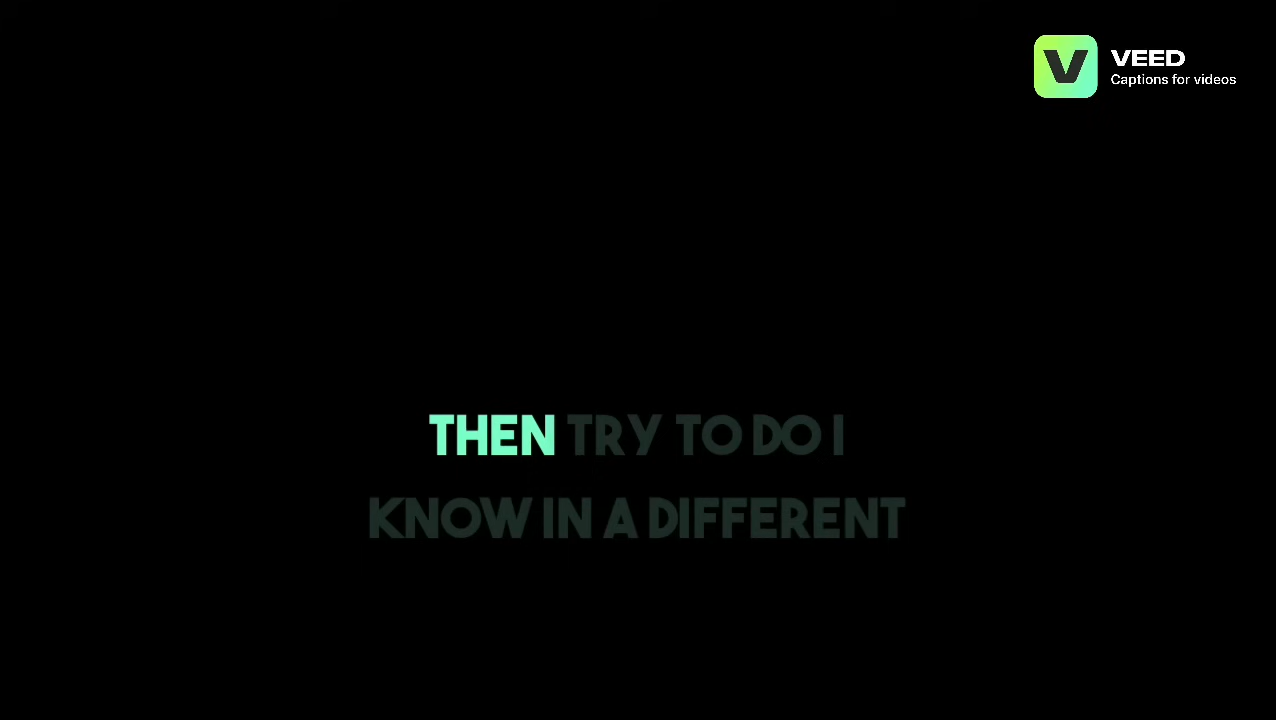 VEED
Captions for videos
THEN TRY TO DO I
KNOW IN A DIFFERENT